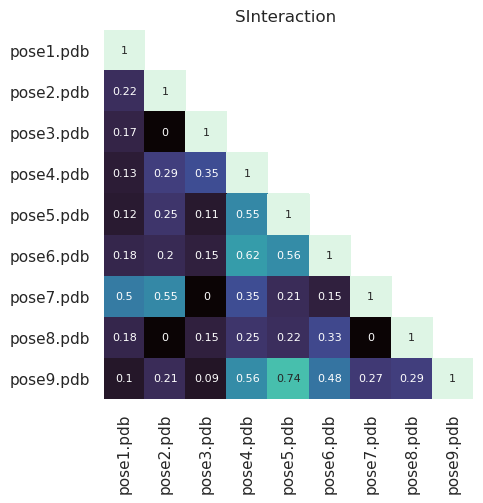 SInteraction
pose1.pdb 1
pose2.pdb 0.22 1
pose3.pdb 0.17 0 1
pose4.pdb 0.13 0.29 0.35 1
pose5.pdb 0.12 0.25 0.11 0.55 1
pose6.pdb 0.18 0.2 0.15 0.62 0.56 1
pose7.pdb 0.5 0.55 0 0.35 0.21 0.15 1
pose8.pdb 0.18 0 0.15 0.25 0.22 0.33 0 1
pose9.pdb 0.1 0.21 0.09 0.56 0.74 0.48 0.27 0.29 1
pose1.pdb
pose2.pdb
pose3.pdb
pose4.pdb
pose5.pdb
pose6.pdb
pose7.pdb
pose8.pdb
pose9.pdb